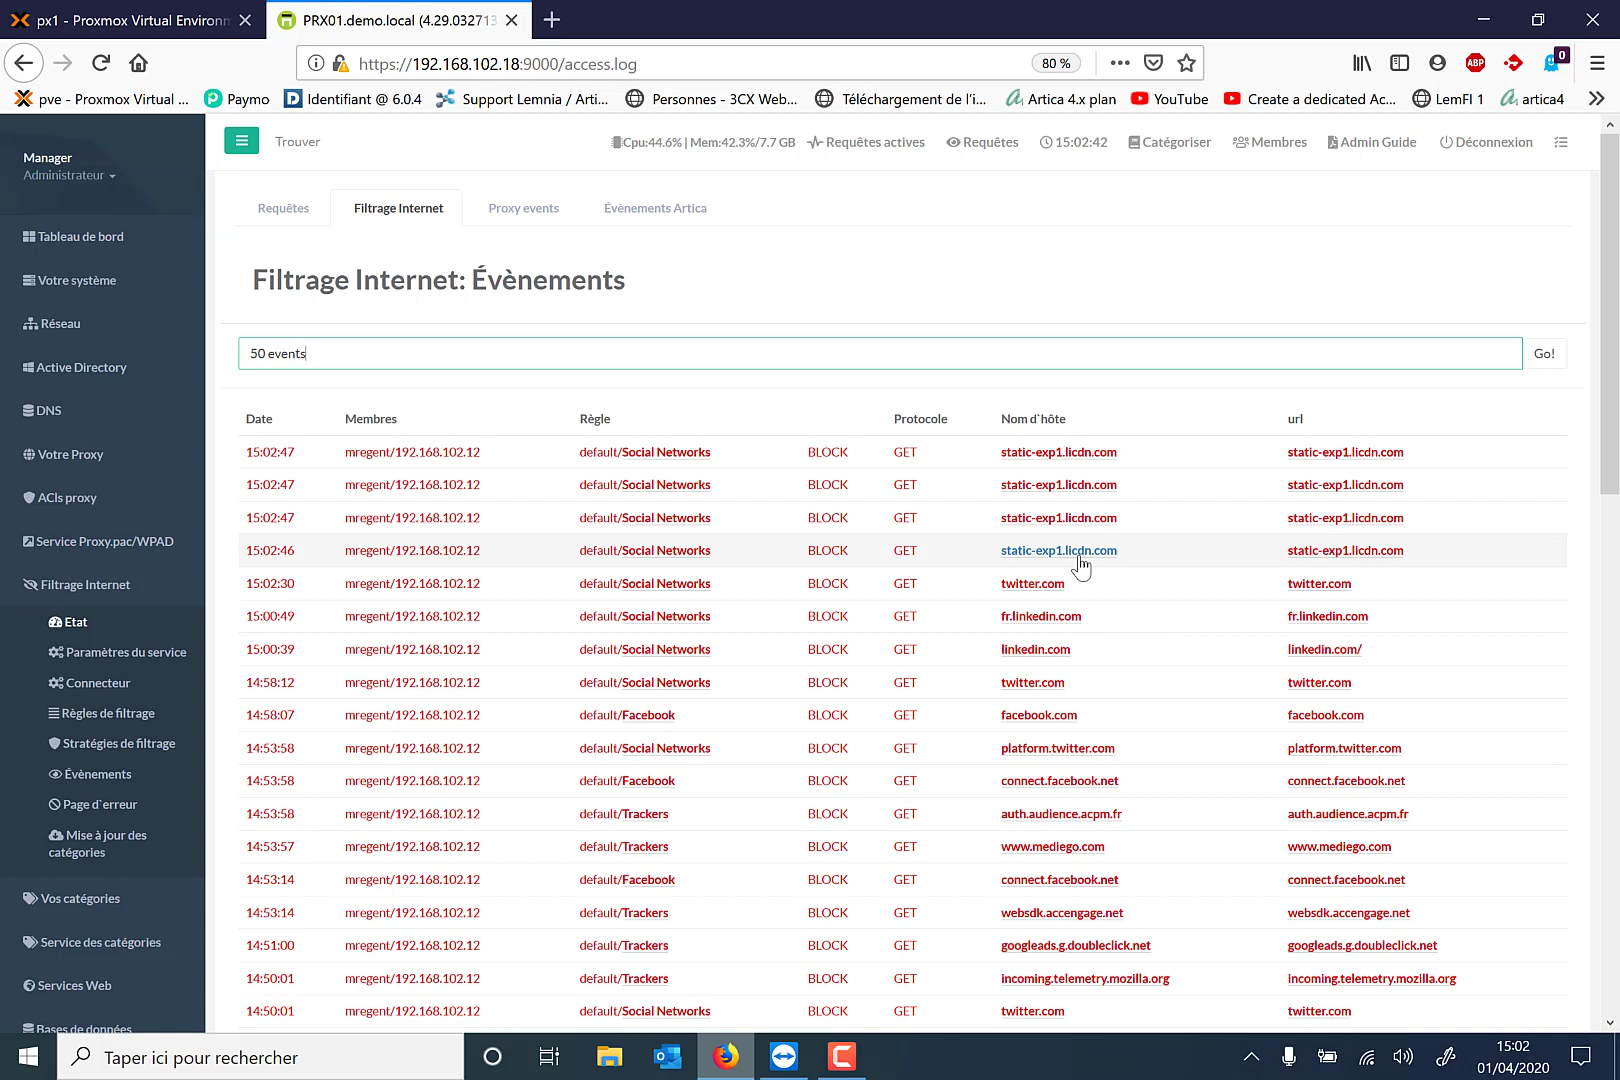 px1 - Proxmox Virtual Environm
PRX01.demo.local (4.29.032713
https://192.168.102.18:9000/access.log
80 %
ABP
0
pve - Proxmox Virtual ...
Paymo
Identifiant @ 6.0.4
Support Lemnia / Arti...
Personnes - 3CX Web...
Téléchargement de l'i...
Artica 4.x plan
YouTube
Create a dedicated Ac...
LemFI 1
artica4
Manager
Administrateur
Trouver
Cpu:44.6% | Mem:42.3%/7.7 GB
Requêtes actives
Requêtes
15:02:42
Catégoriser
Membres
Admin Guide
Déconnexion
Tableau de bord
Votre système
Réseau
Active Directory
DNS
Votre Proxy
ACls proxy
Service Proxy.pac/WPAD
Filtrage Internet
Etat
Paramètres du service
Connecteur
Règles de filtrage
Stratégies de filtrage
Évènements
Page d`erreur
Mise à jour des
catégories
Vos catégories
Service des catégories
Services Web
Bases de données
Requêtes
Filtrage Internet
Proxy events
Évènements Artica
Filtrage Internet: Évènements
50 events
Go!
Date Membres Règle Protocole Nom d`hôte url
15:02:47 mregent/192.168.102.12 default/Social Networks BLOCK GET static-exp1.licdn.com static-exp1.licdn.com
15:02:47 mregent/192.168.102.12 default/Social Networks BLOCK GET static-exp1.licdn.com static-exp1.licdn.com
15:02:47 mregent/192.168.102.12 default/Social Networks BLOCK GET static-exp1.licdn.com static-exp1.licdn.com
15:02:46 mregent/192.168.102.12 default/Social Networks BLOCK GET static-exp1.licdn.com static-exp1.licdn.com
15:02:30 mregent/192.168.102.12 default/Social Networks BLOCK GET twitter.com twitter.com
15:00:49 mregent/192.168.102.12 default/Social Networks BLOCK GET fr.linkedin.com fr.linkedin.com
15:00:39 mregent/192.168.102.12 default/Social Networks BLOCK GET linkedin.com linkedin.com/
14:58:12 mregent/192.168.102.12 default/Social Networks BLOCK GET twitter.com twitter.com
14:58:07 mregent/192.168.102.12 default/Facebook BLOCK GET facebook.com facebook.com
14:53:58 mregent/192.168.102.12 default/Social Networks BLOCK GET platform.twitter.com platform.twitter.com
14:53:58 mregent/192.168.102.12 default/Facebook BLOCK GET connect.facebook.net connect.facebook.net
14:53:58 mregent/192.168.102.12 default/Trackers BLOCK GET auth.audience.acpm.fr auth.audience.acpm.fr
14:53:57 mregent/192.168.102.12 default/Trackers BLOCK GET www.mediego.com www.mediego.com
14:53:14 mregent/192.168.102.12 default/Facebook BLOCK GET connect.facebook.net connect.facebook.net
14:53:14 mregent/192.168.102.12 default/Trackers BLOCK GET websdk.accengage.net websdk.accengage.net
14:51:00 mregent/192.168.102.12 default/Trackers BLOCK GET googleads.g.doubleclick.net googleads.g.doubleclick.net
14:50:01 mregent/192.168.102.12 default/Trackers BLOCK GET incoming.telemetry.mozilla.org incoming.telemetry.mozilla.org
14:50:01 mregent/192.168.102.12 default/Social Networks BLOCK GET twitter.com twitter.com
Taper ici pour rechercher
15:02
01/04/2020